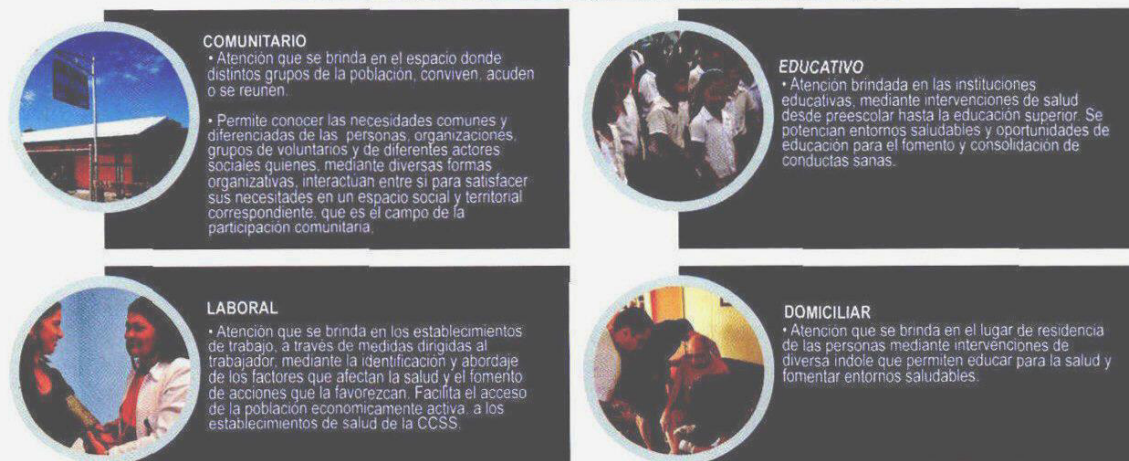 COMUNITARIO
• Atención que se brinda en el espacio donde
distintos grupos de la población, conviven, acuden
o se reunen.
• Permite conocer las necesidades comunes y
diferenciadas de las personas, organizaciones,
grupos de voluntarios y de diferentes actores
sociales quienes, mediante diversas formas
organizativas, interactuan entre si para satisfacer
sus necesitades en un espacio social y territorial
correspondiente, que es el campo de la
participación comunitaria.
EDUCATIVO
• Atención brindada en las instituciones
educativas, mediante intervenciones de salud
desde preescolar hasta la educación superior. Se
potencian entornos saludables y oportunidades de
educación para el fomento y consolidación de
conductas sanas.
LABORAL
• Atención que se brinda en los establecimientos
de trabajo, a través de medidas dirigidas al
trabajador, mediante la identificación y abordaje
de los factores que afectan la salud y el fomento
de acciones que la favorezcan. Facilita el acceso
de la población economicamente activa, a los
establecimientos de salud de la CCSS.
DOMICILIAR
• Atención que se brinda en el lugar de residencia
de las personas mediante intervenciones de
diversa indole que permiten educar para la salud y
fomentar entornos saludables.